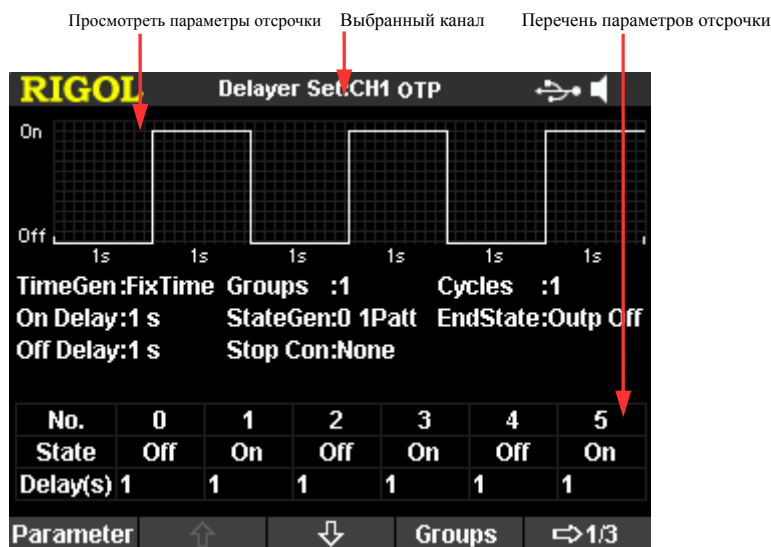 Просмотреть параметры отсрочки Выбранный канал Перечень параметров отсрочки
RIGOL Delayer Set:CH1 OTP
On
Off
1s 1s 1s 1s 1s 1s
TimeGen:FixTime Groups :1 Cycles :1
On Delay:1 s StateGen:0 1Patt EndState:Outp Off
Off Delay:1 s Stop Con:None
No. 0 1 2 3 4 5
State Off On Off On Off On
Delay(s) 1 1 1 1 1 1
Parameter Groups 1/3